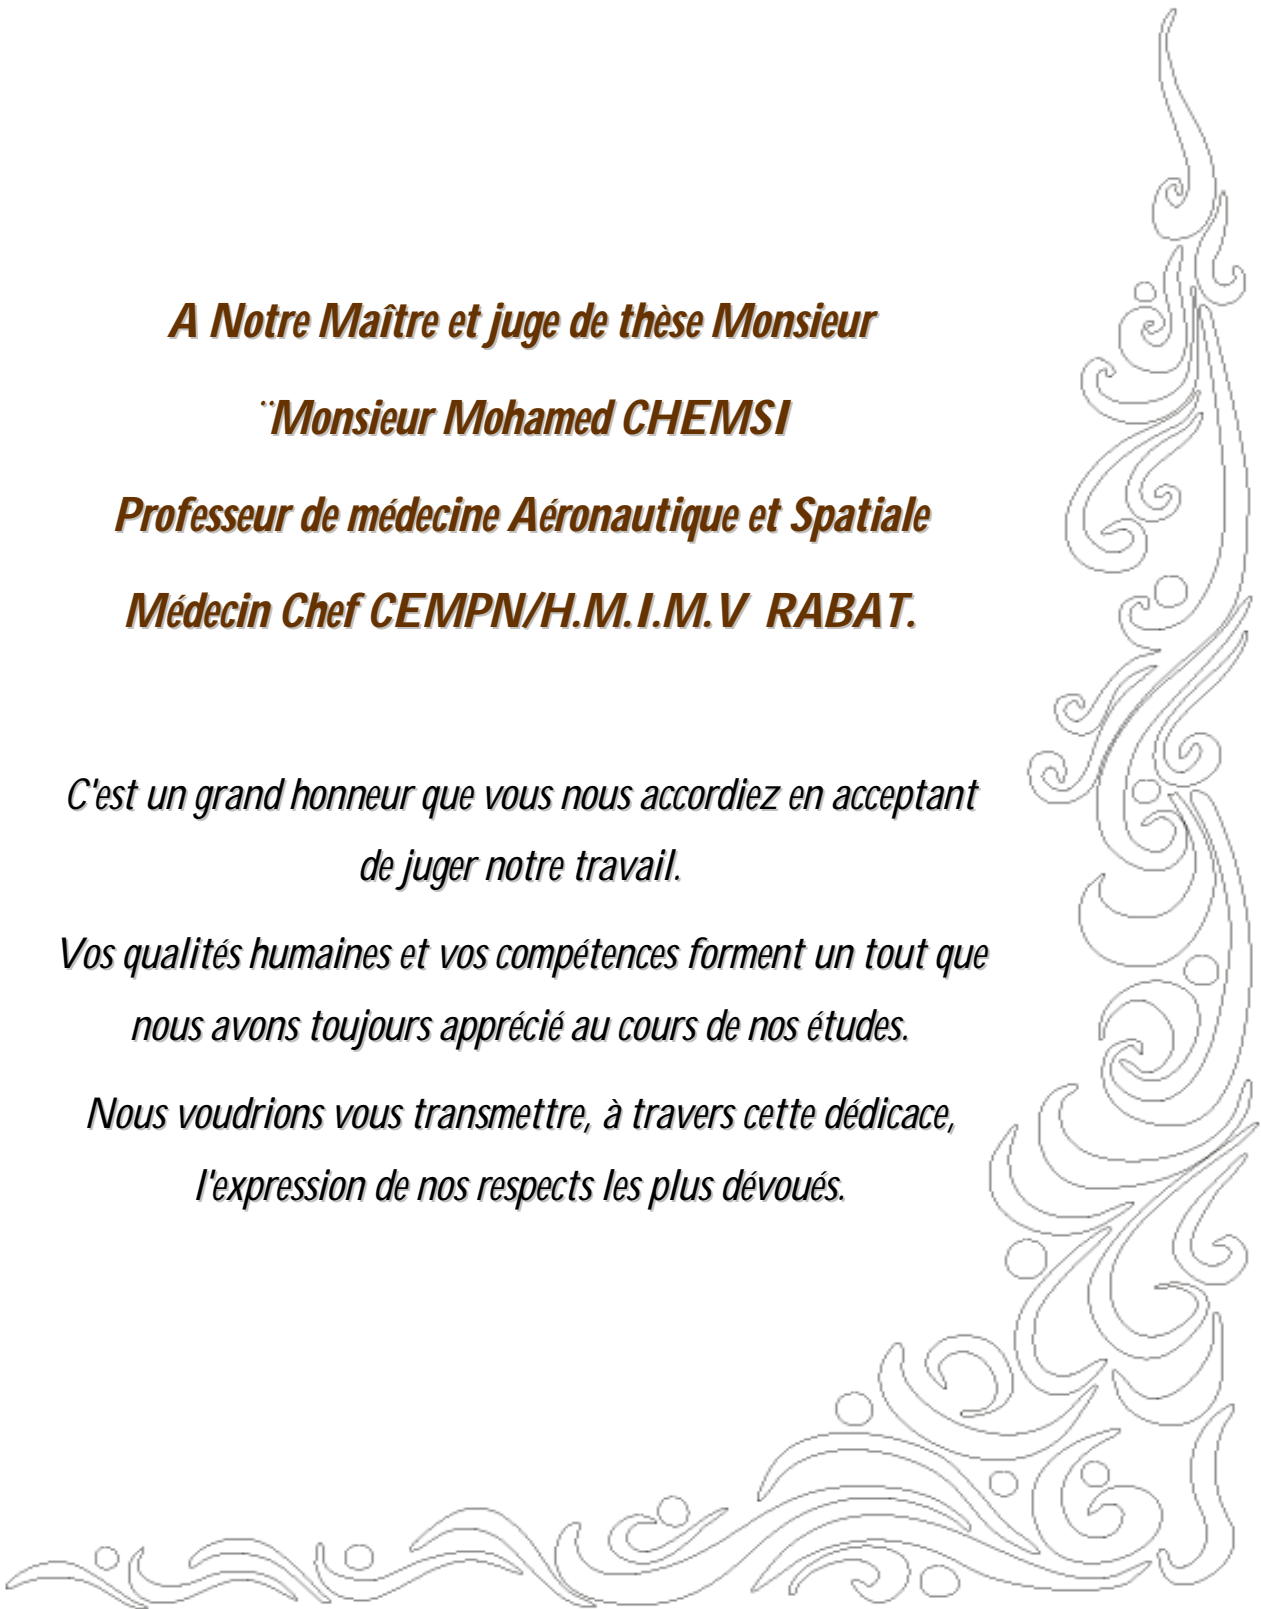 A Notre Maître et juge de thèse Monsieur
¨Monsieur Mohamed CHEMSI
Professeur de médecine Aéronautique et Spatiale
Médecin Chef CEMPN/H.M.I.M.V  RABAT.
C'est un grand honneur que vous nous accordiez en acceptant
de juger notre travail.
Vos qualités humaines et vos compétences forment un tout que
nous avons toujours apprécié au cours de nos études.
Nous voudrions vous transmettre, à travers cette dédicace,
l'expression de nos respects les plus dévoués.